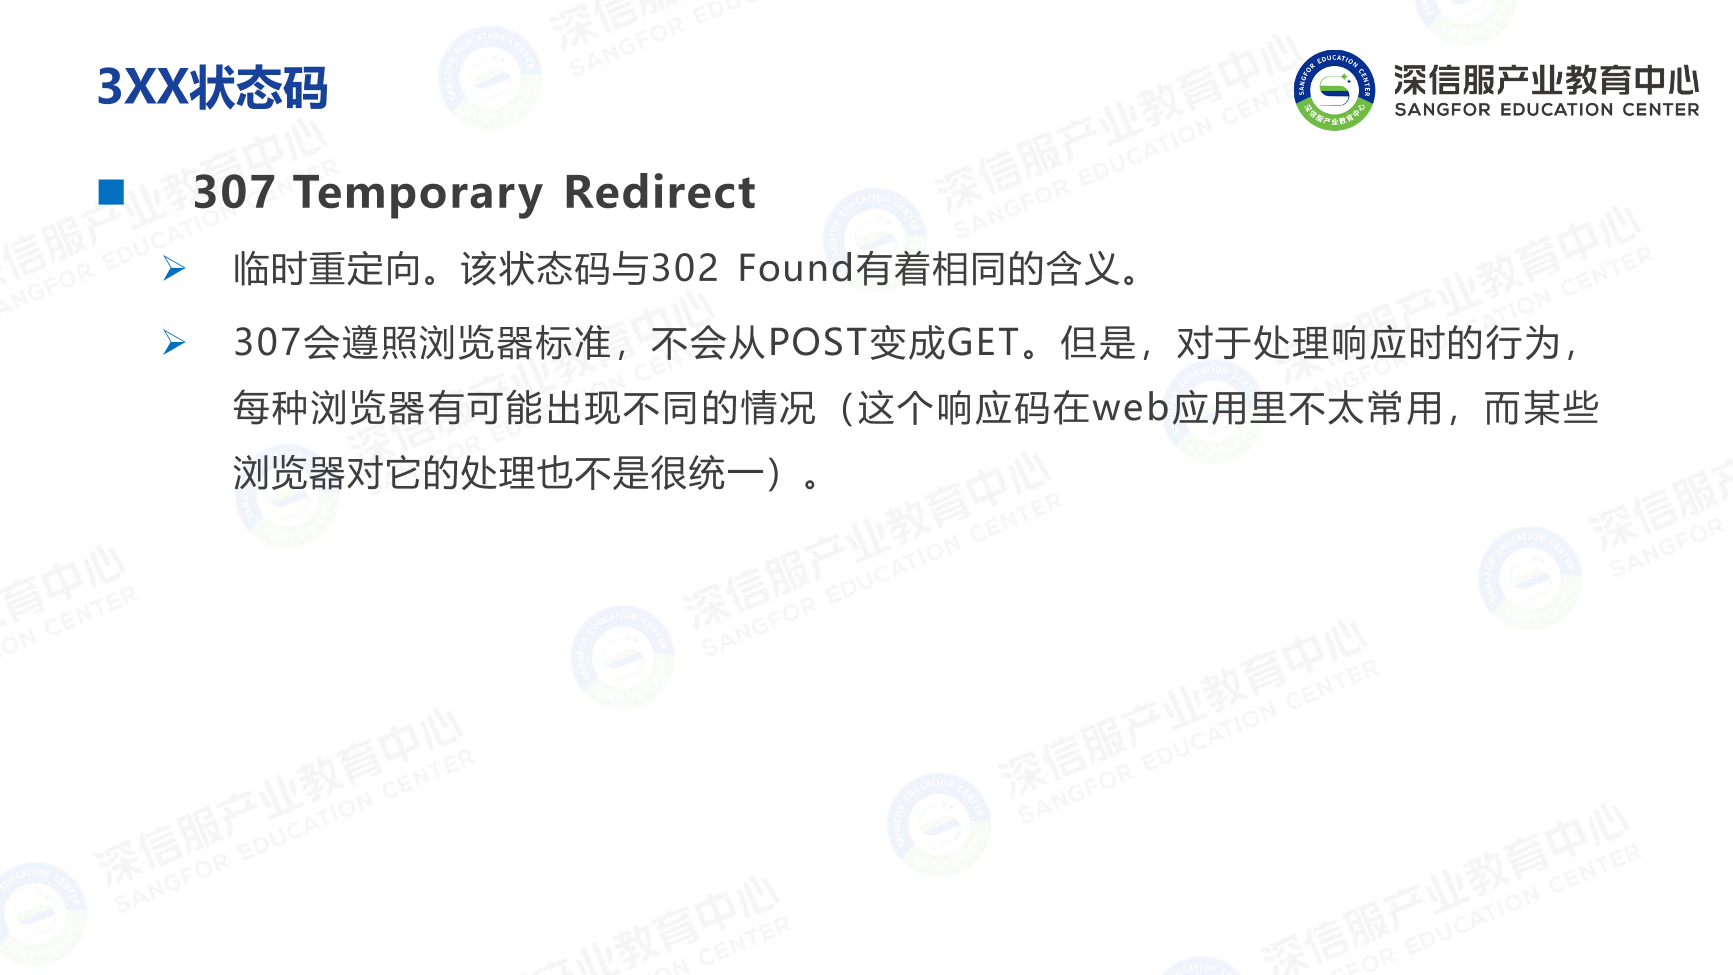 3XX状态码
深信服产业教育中心
SANGFOR EDUCATION CENTER
307 Temporary Redirect
临时重定向。该状态码与302 Found有着相同的含义。
307会遵照浏览器标准，不会从POST变成GET。但是，对于处理响应时的行为，
每种浏览器有可能出现不同的情况（这个响应码在web应用里不太常用，而某些
浏览器对它的处理也不是很统一）。